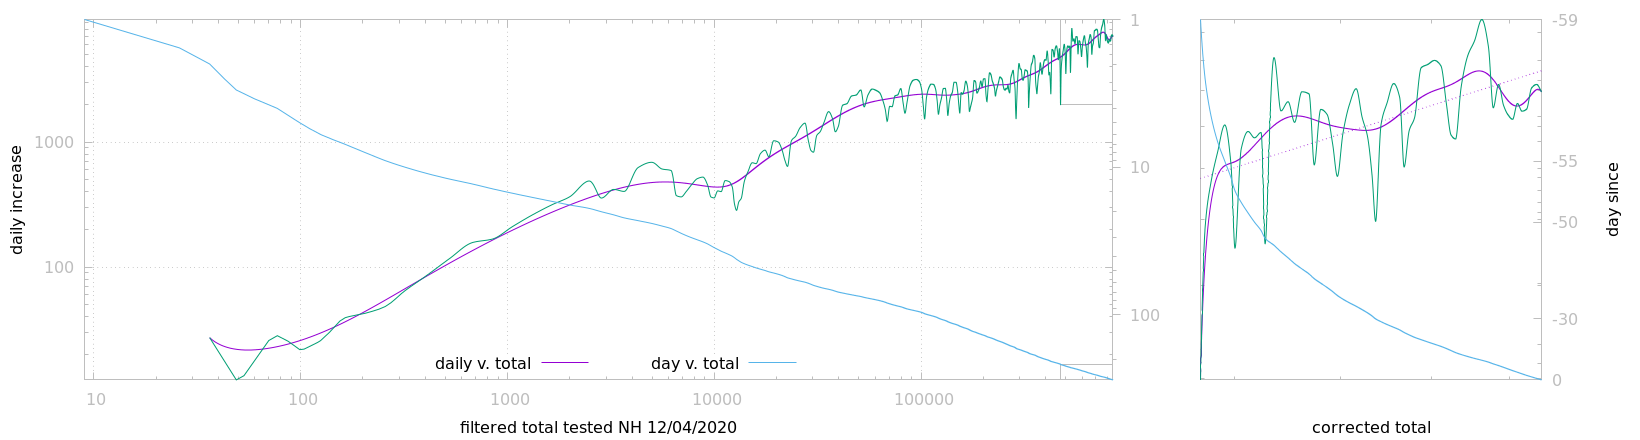 daily increase
1000
100
10
100
1000
10000
100000
filtered total tested NH 12/04/2020
daily v. total
day v. total
1
10
100
-59
-55
-50
-30
0
day since
corrected total